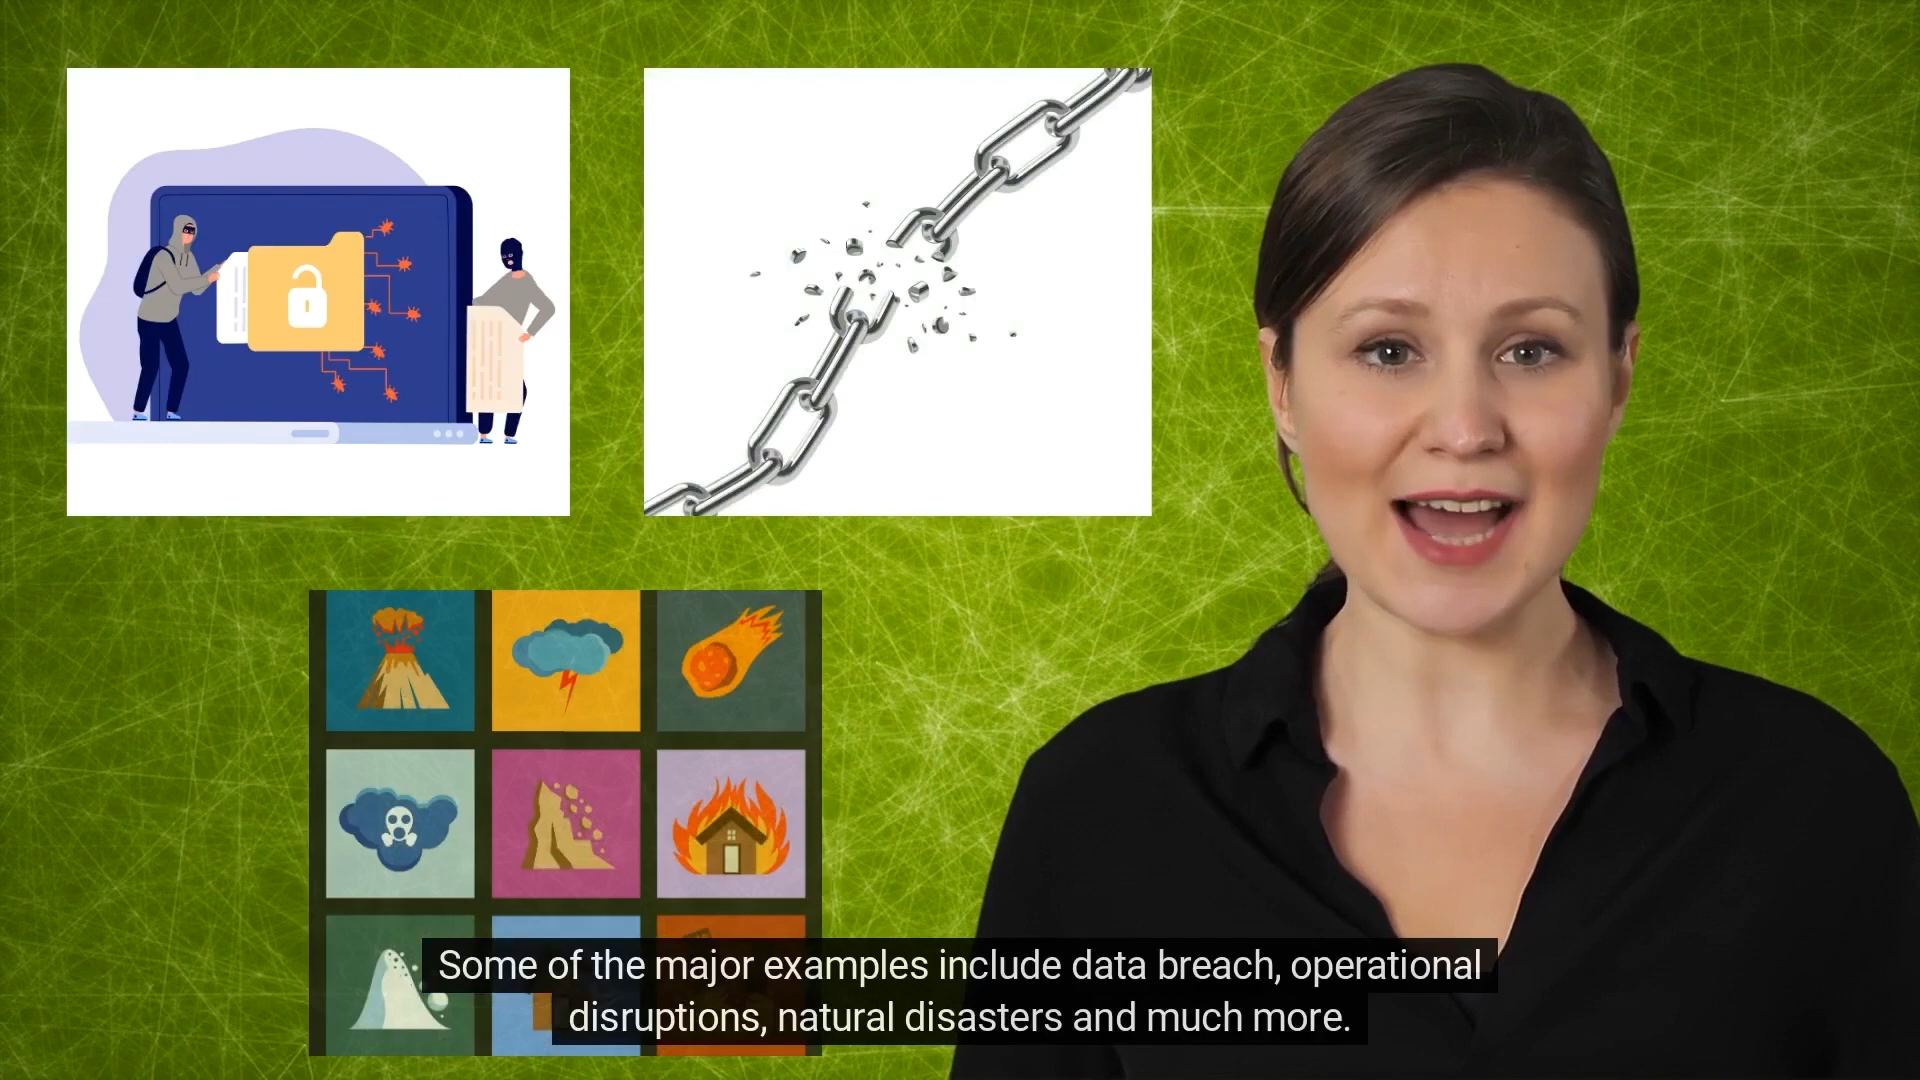 Some of the major examples include data breach, operational
disruptions, natural disasters and much more.